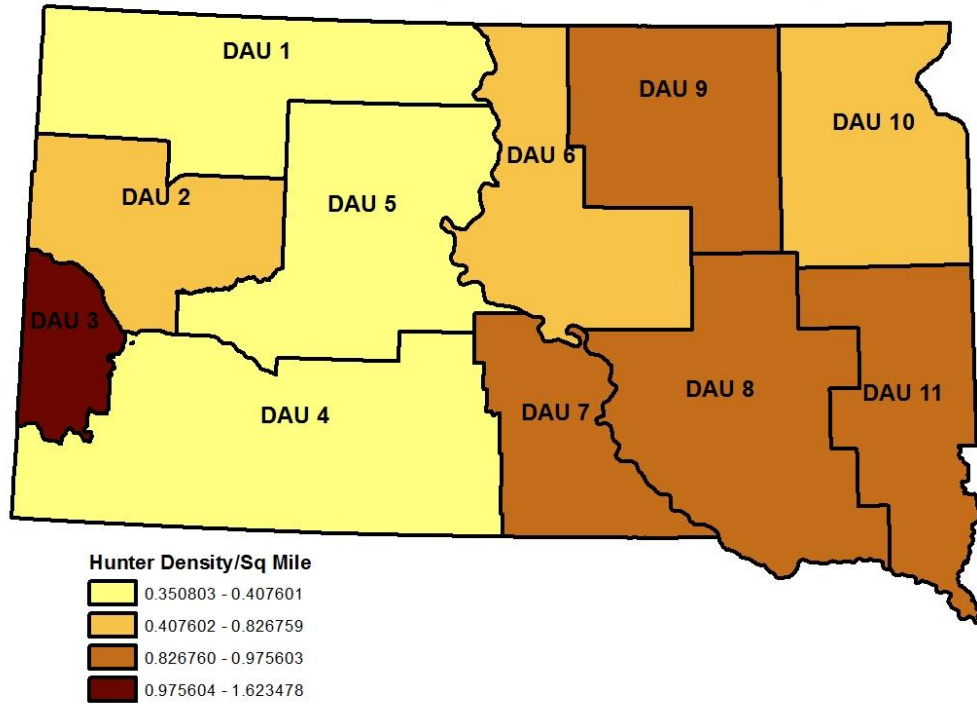 DAU 1
DAU 9
DAU 10
DAU 6
DAU 2
DAU 5
DAU 3
DAU 8
DAU 11
DAU 4
DAU 7
Hunter Density/Sq Mile
0.350803 - 0.407601
0.407602 - 0.826759
0.826760 - 0.975603
0.975604 - 1.623478